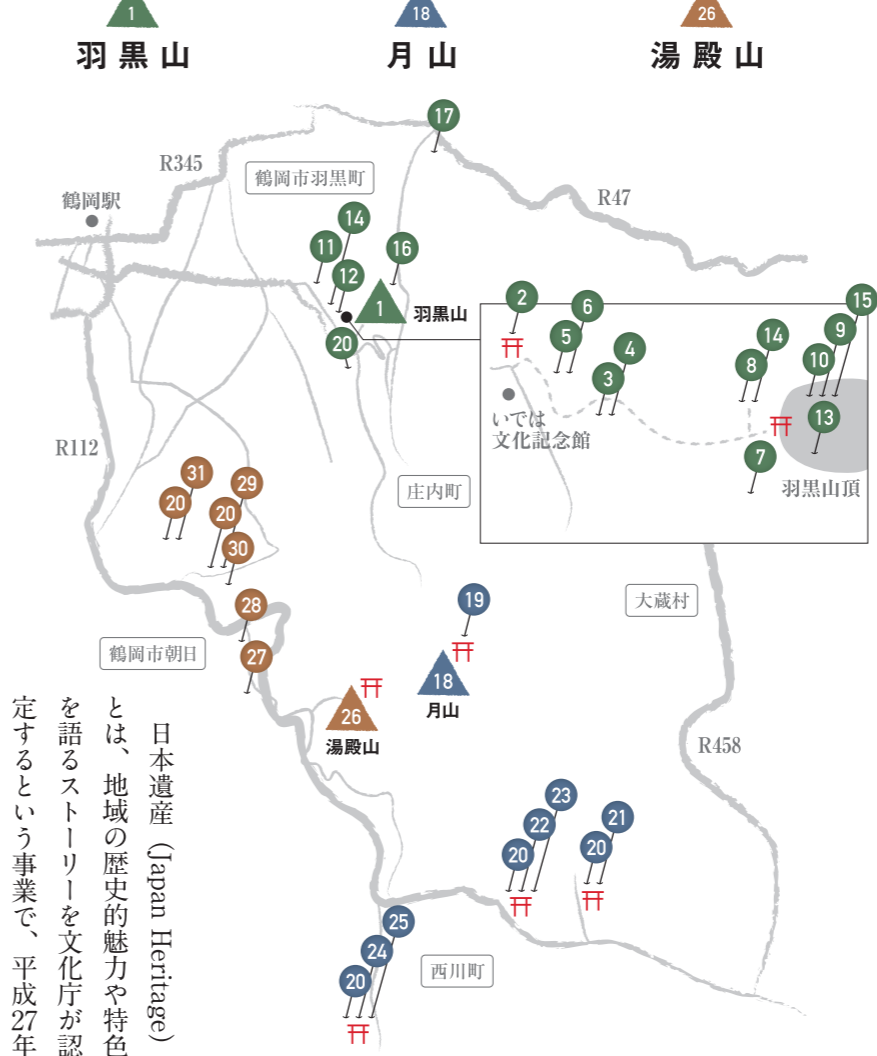 1
18
26
羽黒山
月山
湯殿山
17
R345
鶴岡市羽黒町
鶴岡駅
R47
14
11
16
12
1
羽黒山
20
2
6
5
4
3
15
9
14
10
8
13
7
いでは
文化記念館
羽黒山頂
R112
庄内町
31
29
20
20
30
28
27
鶴岡市朝日
19
大蔵村
18
月山
26
湯殿山
R458
23
22
20
21
20
25
24
20
西川町
日本遺産(Japan Heritage)
とは、地域の歴史的魅力や特色
を語るストーリーを文化庁が認
定するという事業で、平成27年